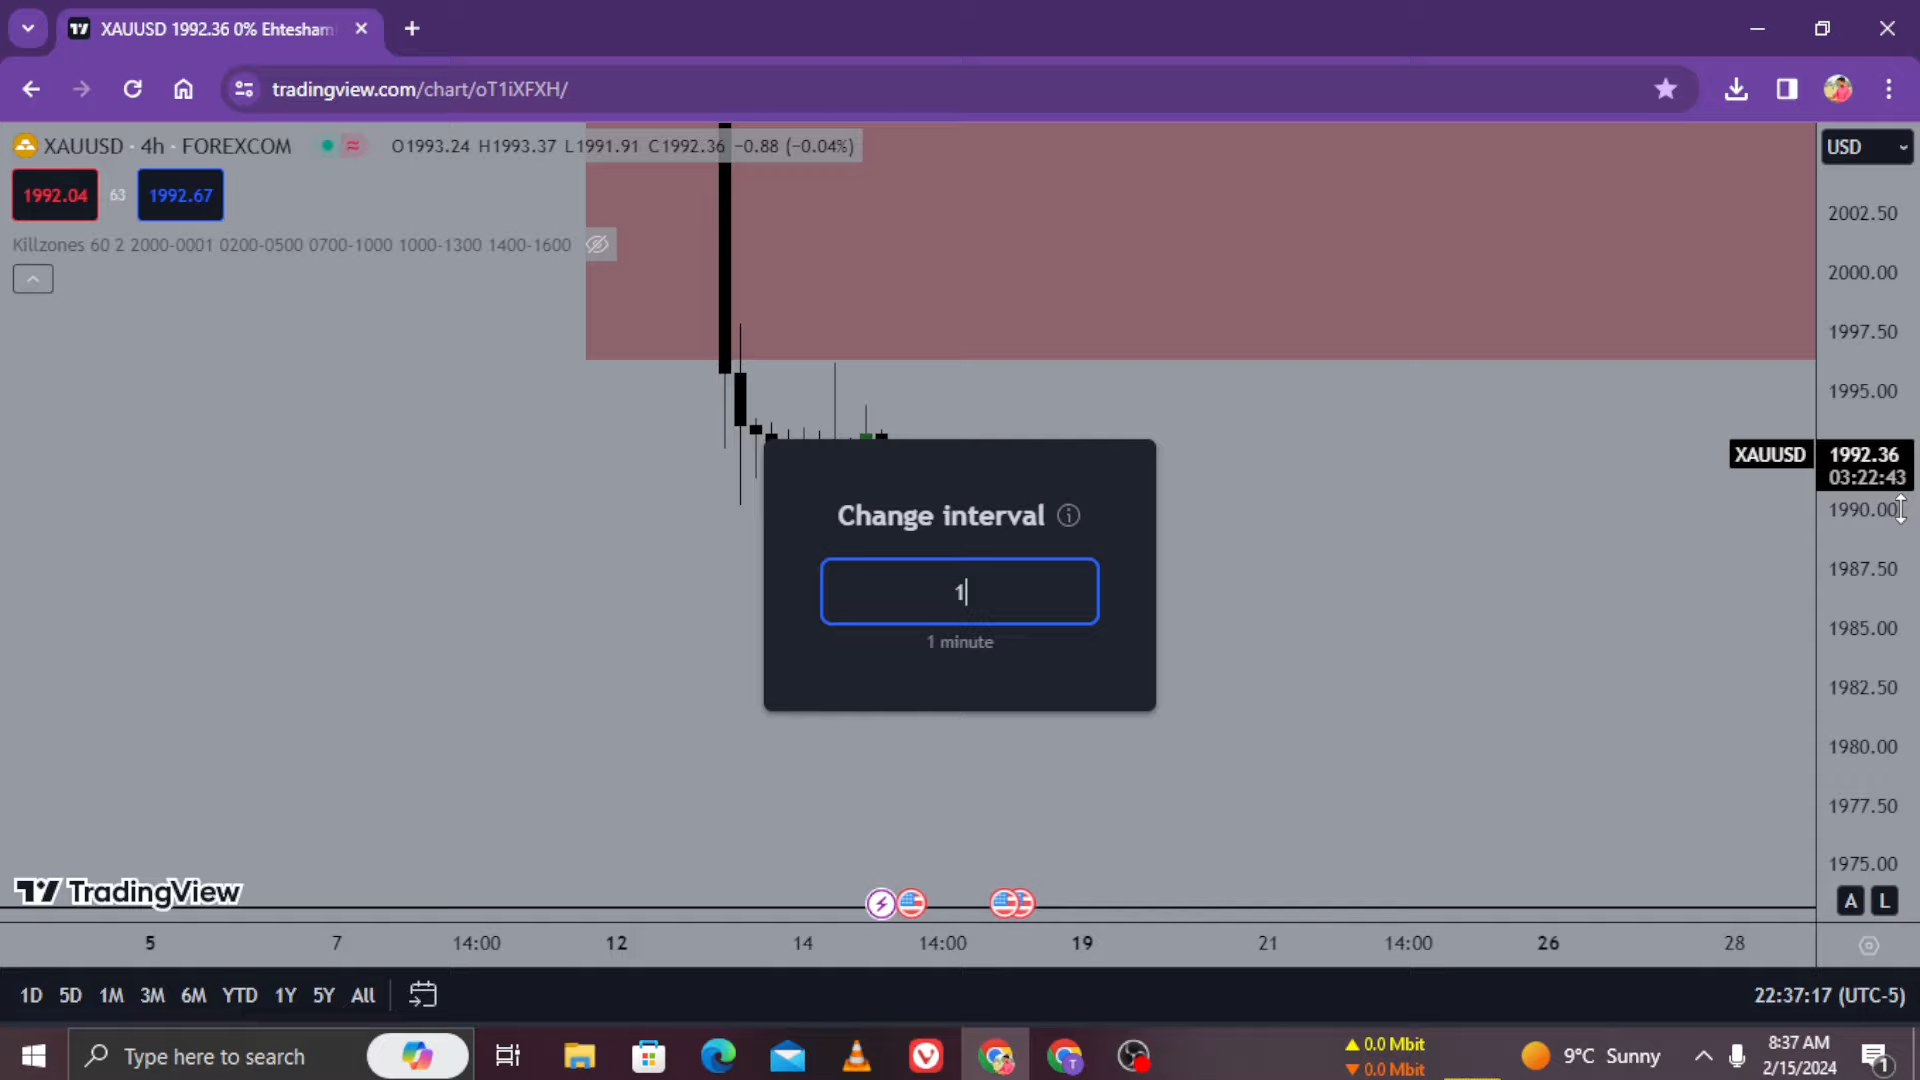 XAUUSD 1992.36 0% Ehtesham
tradingview.com/chart/oT1iXFXH/
XAUUSD · 4h · FOREXCOM
O1993.24 H1993.37 L1991.91 C1992.36 −0.88 (−0.04%)
USD
1992.04 63 1992.67
Killzones 60 2 2000-0001 0200-0500 0700-1000 1000-1300 1400-1600
2002.50
2000.00
1997.50
1995.00
XAUUSD 1992.36
03:22:43
1990.00
1987.50
1985.00
1982.50
1980.00
1977.50
1975.00
Change interval
1
1 minute
TradingView
A L
5 7 14:00 12 14 14:00 19 21 14:00 26 28
1D 5D 1M 3M 6M YTD 1Y 5Y All
22:37:17 (UTC-5)
Type here to search
T
0.0 Mbit
0.0 Mbit
9°C Sunny
8:37 AM
2/15/2024
1